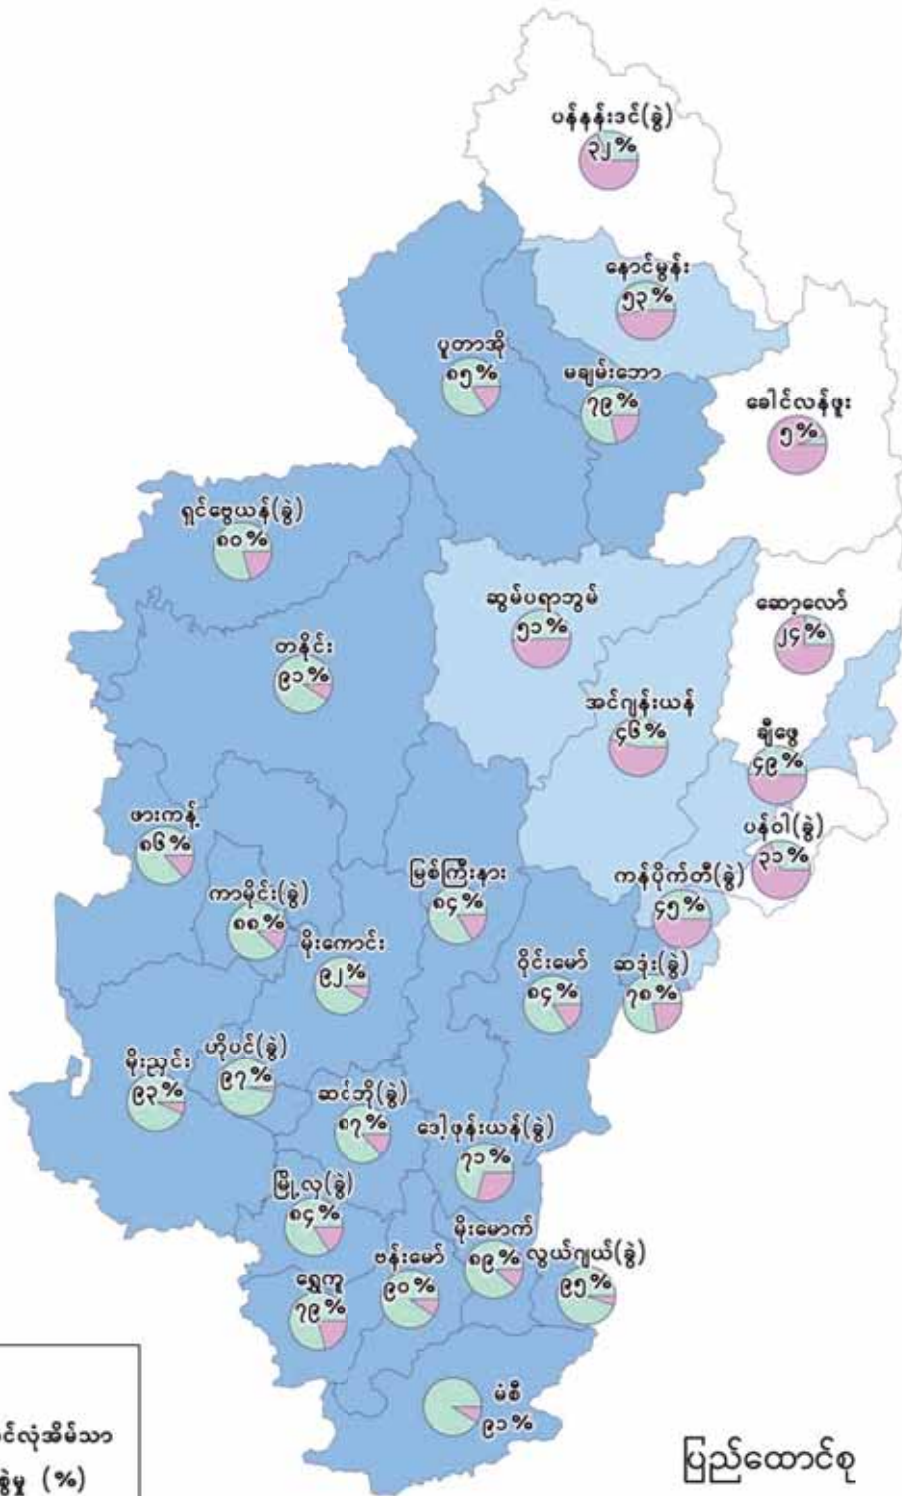 ပန်နန်းဒင်(ခွဲ)
၃၂%
နောင်မွန်း
၅၃%
ပူတာအို
၈၅%
မချမ်းဘော
၇၉%
ခေါင်လန်ဖူး
၅%
ရှင်ဗွေယန်(ခွဲ)
၈၀%
ဆွမ်ပရာဘွမ်
၅၁%
ဆော့လော်
၂၄%
တနိုင်း
၉၁%
အင်ဂျန်းယန်
၄၆%
ချီဖွေ
၄၉%
ဖားကန့်
၈၆%
ပန်ဝါ(ခွဲ)
၃၁%
မြစ်ကြီးနား
၈၄%
ကန်ပိုက်တီ(ခွဲ)
၄၅%
ကာမိုင်း(ခွဲ)
၈၈%
မိုးကောင်း
၉၂%
ဝိုင်းမော်
၈၄%
ဆဒုံး(ခွဲ)
၇၈%
မိုးညှင်း
၉၃%
ဟိုပင်(ခွဲ)
၉၇%
ဆင်ဘို(ခွဲ)
၈၇%
ဒေါ့ဖုန်းယန်(ခွဲ)
၇၁%
မြို့လှ(ခွဲ)
၈၄%
မိုးမောက်
၈၉%
လွယ်ဂျယ်(ခွဲ)
၉၅%
ဗန်းမော်
၉၀%
ရွှေကူ
၇၉%
မံစီ
၉၁%
င်လုံအိမ်သာ
စွဲမှု (%)
ပြည်ထောင်စု